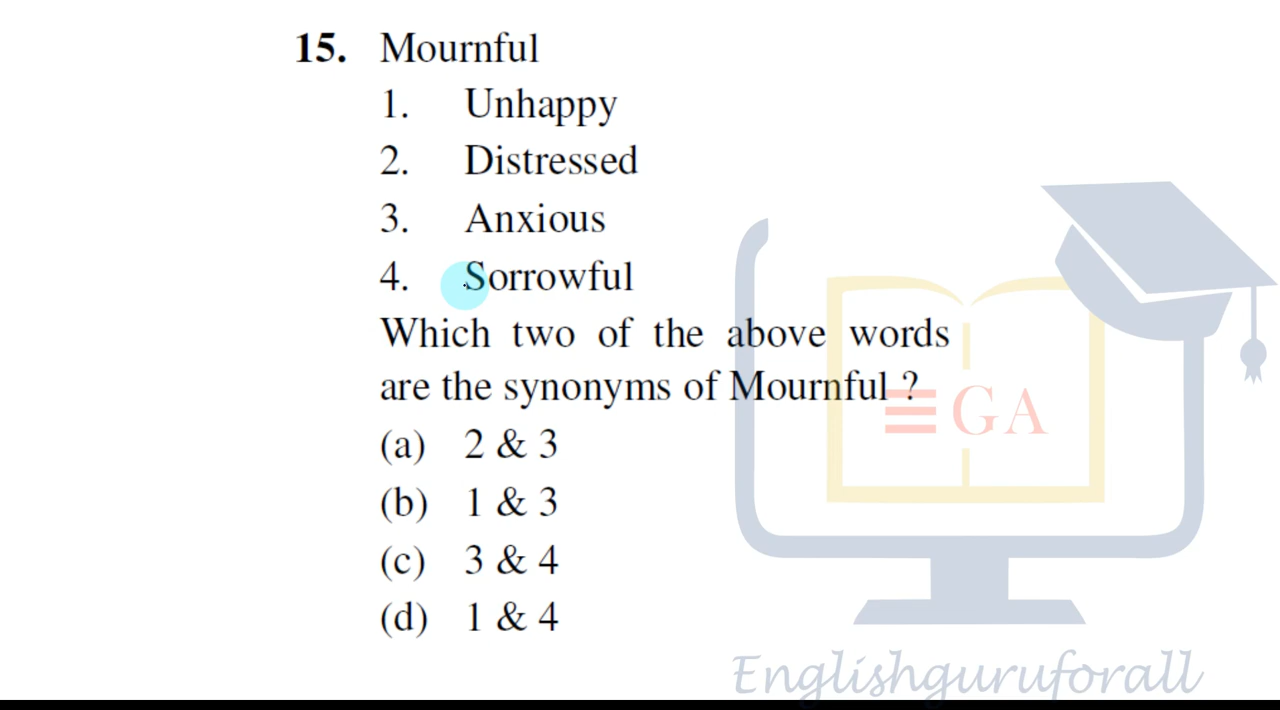 15. Mournful
1. Unhappy
2. Distressed
3. Anxious
4. Sorrowful
Which two of the above words
are the synonyms of Mournful ?
(a) 2 & 3
(b) 1 & 3
(c) 3 & 4
(d) 1 & 4
GA
Englishguruforall